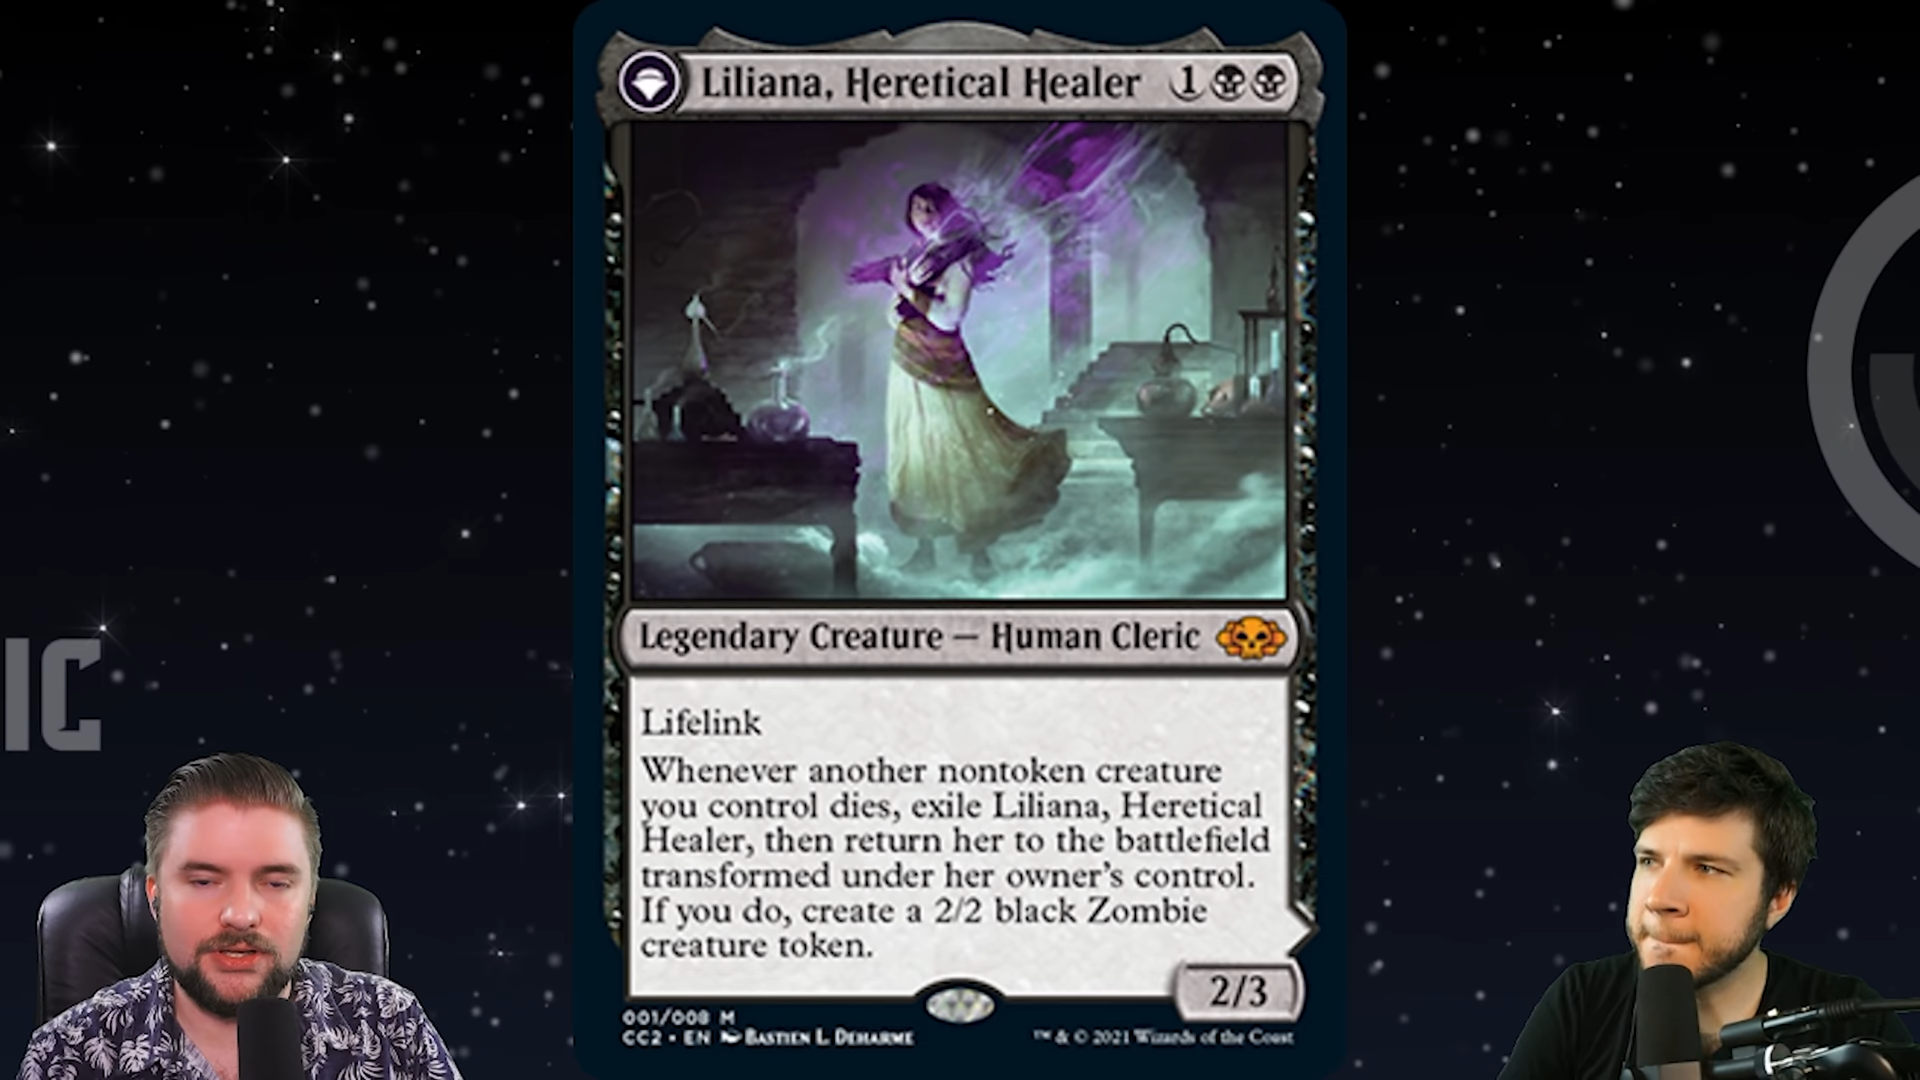 Liliana, Heretical Healer 1
Legendary Creature — Human Cleric
Lifelink
Whenever another nontoken creature
you control dies, exile Liliana, Heretical
Healer, then return her to the battlefield
transformed under her owner's control.
If you do, create a 2/2 black Zombie
creature token.
2/3
001/008 M
CC2 • EN Bastien L. Deharme
™ & © 2021 Wizards of the Coast
IC